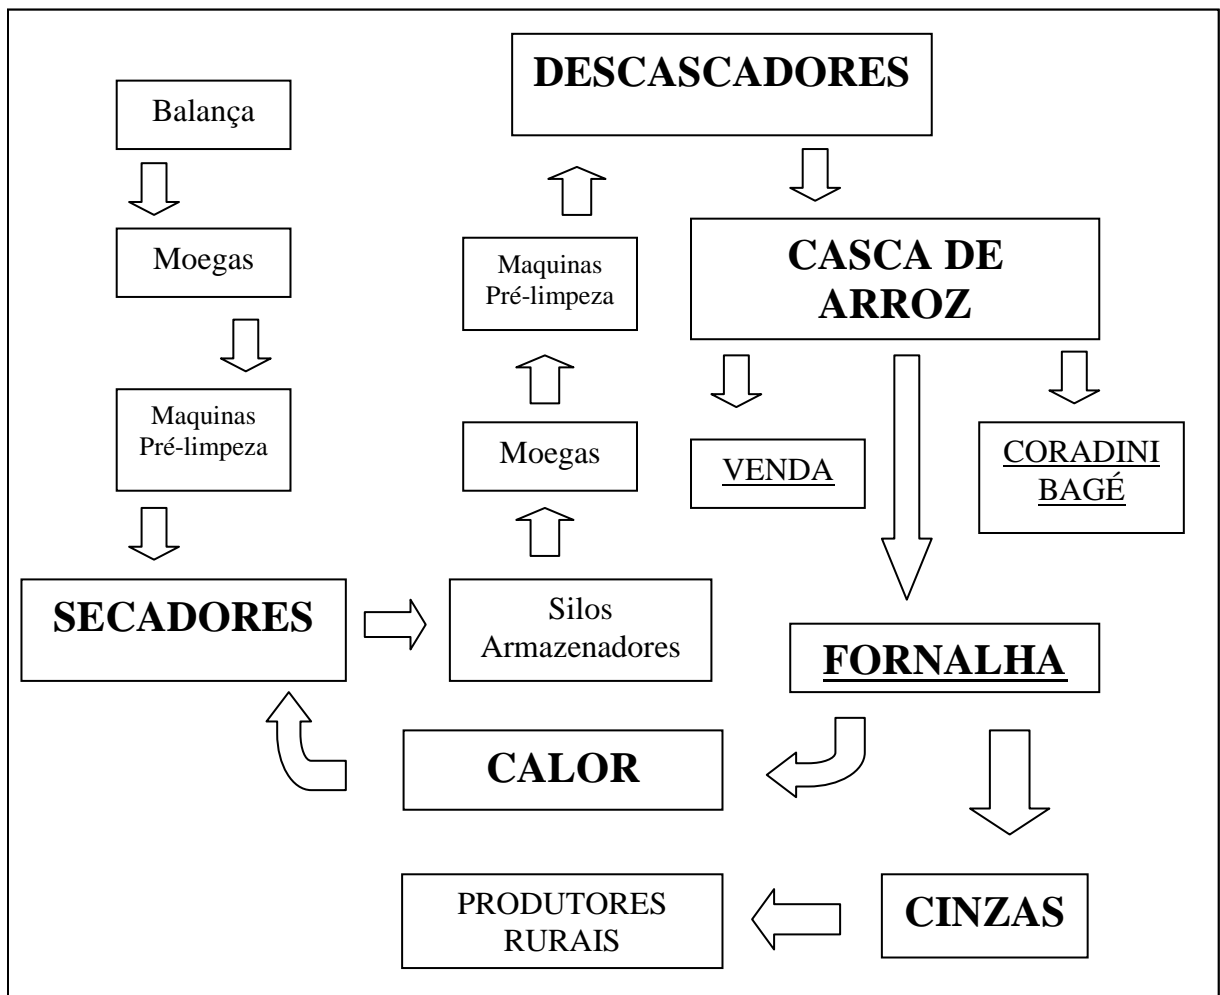 Balança
Moegas
Maquinas
Pré-limpeza
SECADORES
Silos
Armazenadores
Moegas
Maquinas
Pré-limpeza
DESCASCADORES
CASCA DE
ARROZ
VENDA
CORADINI
BAGÉ
FORNALHA
CALOR
CINZAS
PRODUTORES
RURAIS